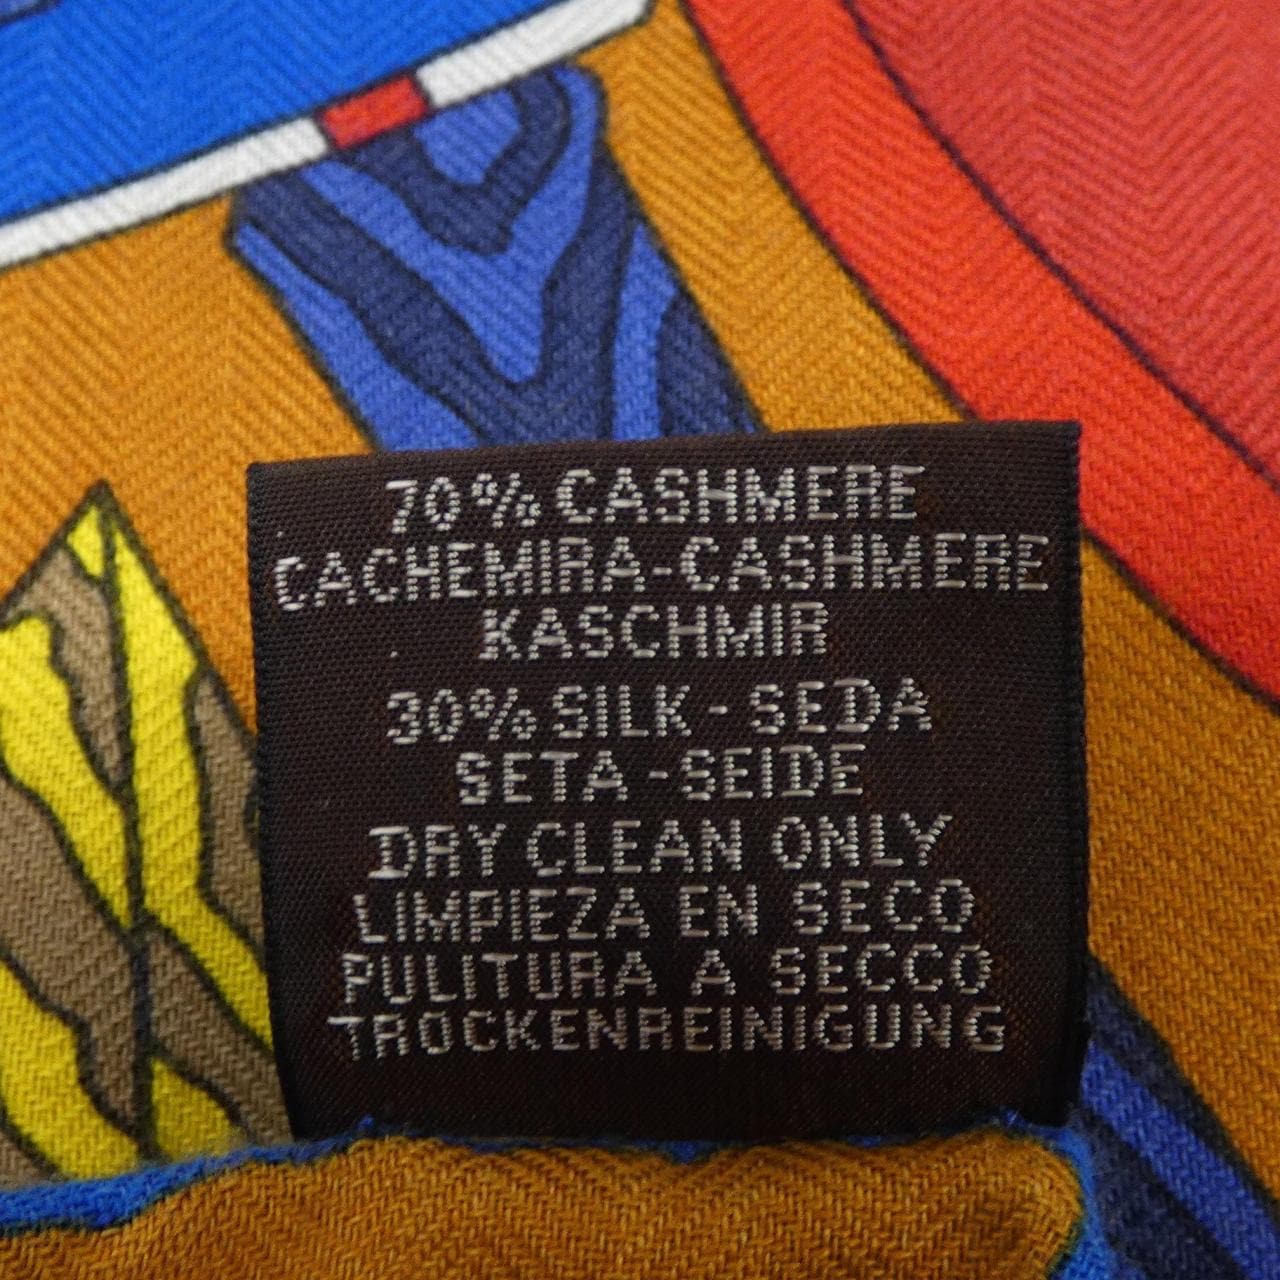 70% CASHMERE
CACHEMIRA-CASHMERE
KASCHMIR
30% SILK - SEDA
SETA - SEIDE
DRY CLEAN ONLY
LIMPIEZA EN SECO
PULITURA A SECCO
TROCKENREINIGUNG